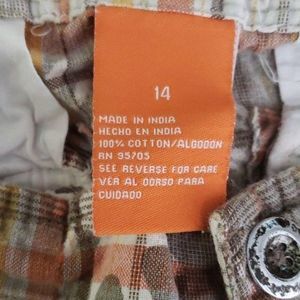 14
MADE IN INDIA
HECHO EN INDIA
100% COTTON/ALGODON
RN 95705
SEE REVERSE FOR CARE
VER AL DORSO PARA
CUIDADO